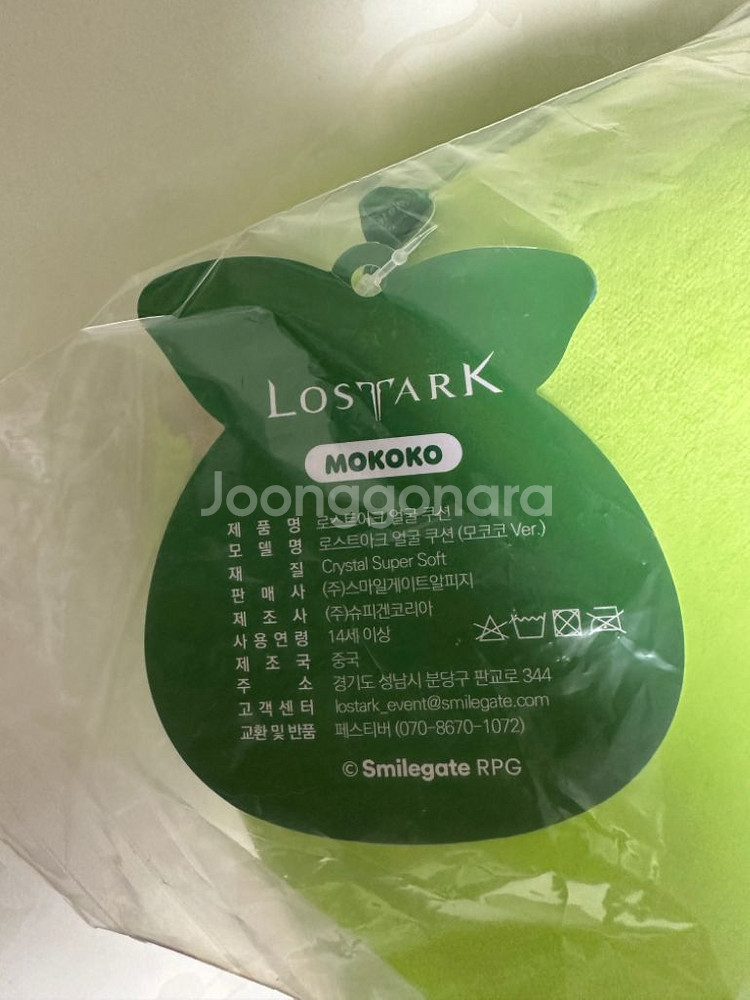 LOSTARK
MOKOKO
Joonggonara
제품명 로스트아크 얼굴 쿠션
모델명 로스트아크 얼굴 쿠션 (모코코 Ver.)
재질 Crystal Super Soft
판매사 (주)스마일게이트알피지
제조사 (주)슈피겐코리아
사용연령 14세 이상
제조국 중국
주소 경기도 성남시 분당구 판교로 344
고객센터 lostark_event@smilegate.com
교환 및 반품 페스티버 (070-8670-1072)
© Smilegate RPG